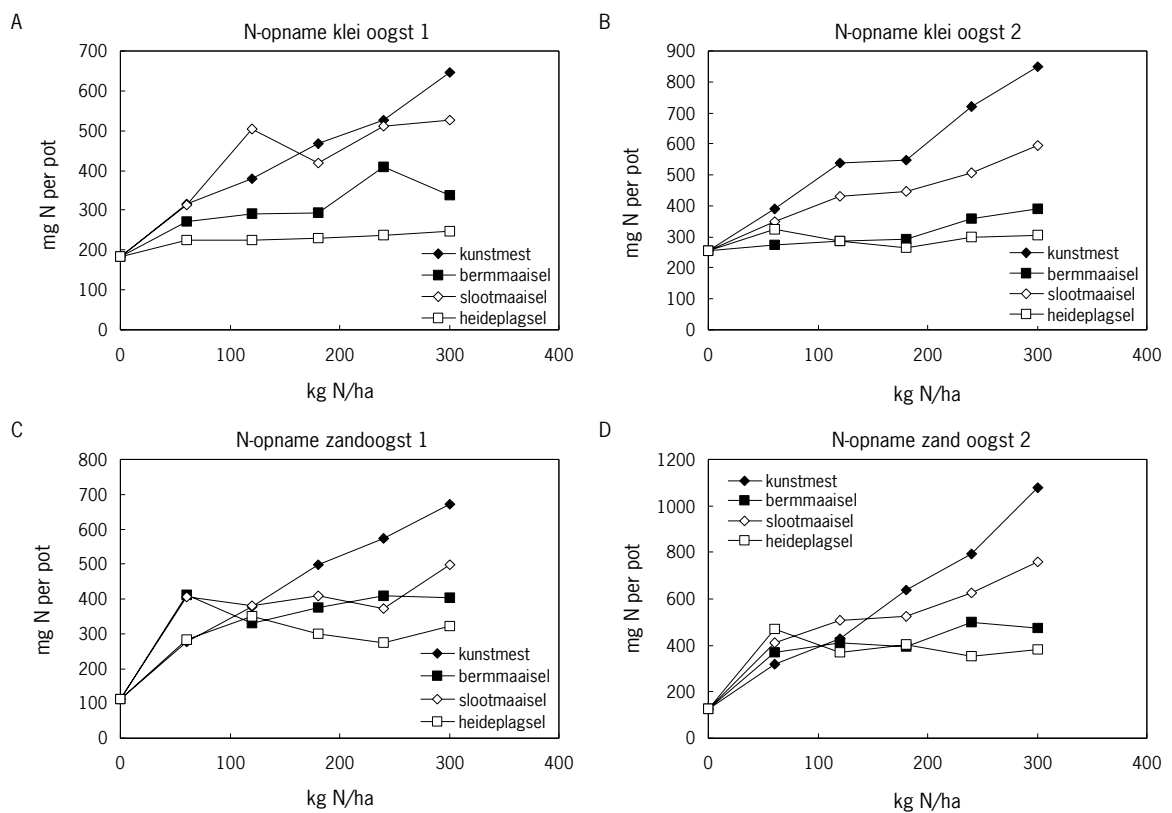 A
N-opname klei oogst 1
700
600
500
400
300
200
100
0
mg N per pot
kunstmest
bermmaaisel
slootmaaisel
heideplagsel
0 100 200 300 400
kg N/ha
B
N-opname klei oogst 2
900
800
700
600
500
400
300
200
100
0
mg N per pot
kunstmest
bermmaaisel
slootmaaisel
heideplagsel
0 100 200 300 400
kg N/ha
C
N-opname zandoogst 1
800
700
600
500
400
300
200
100
0
mg N per pot
kunstmest
bermmaaisel
slootmaaisel
heideplagsel
0 100 200 300 400
kg N/ha
D
N-opname zand oogst 2
1200
1000
800
600
400
200
0
mg N per pot
kunstmest
bermmaaisel
slootmaaisel
heideplagsel
0 100 200 300 400
kg N/ha